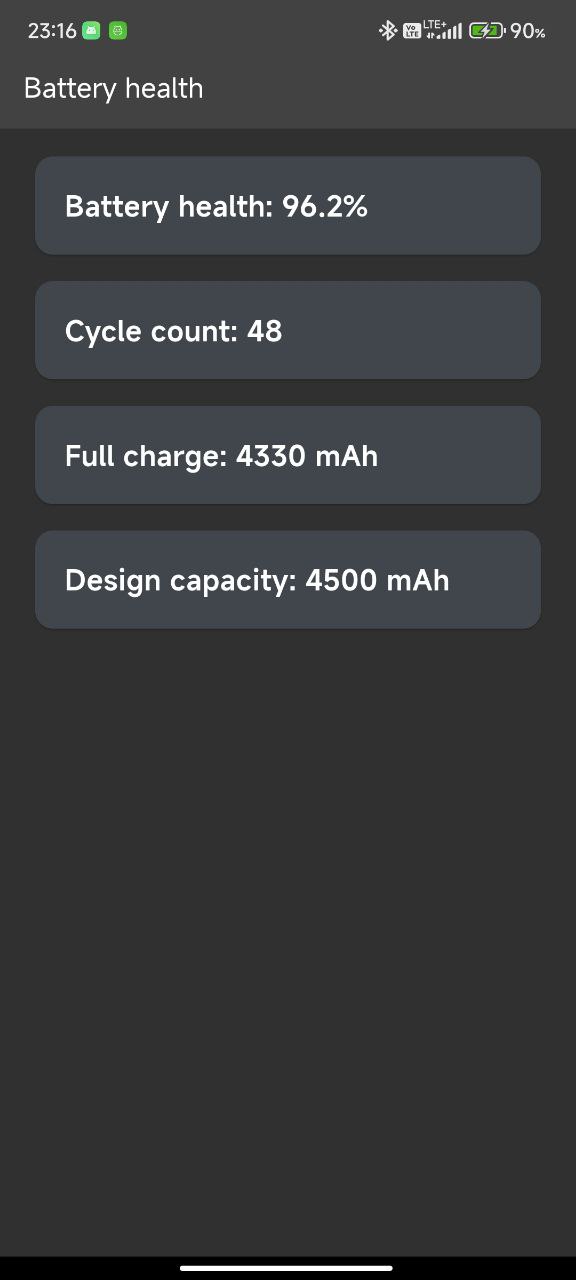 23:16 Vo LTE LTE+ 90%
Battery health
Battery health: 96.2%
Cycle count: 48
Full charge: 4330 mAh
Design capacity: 4500 mAh